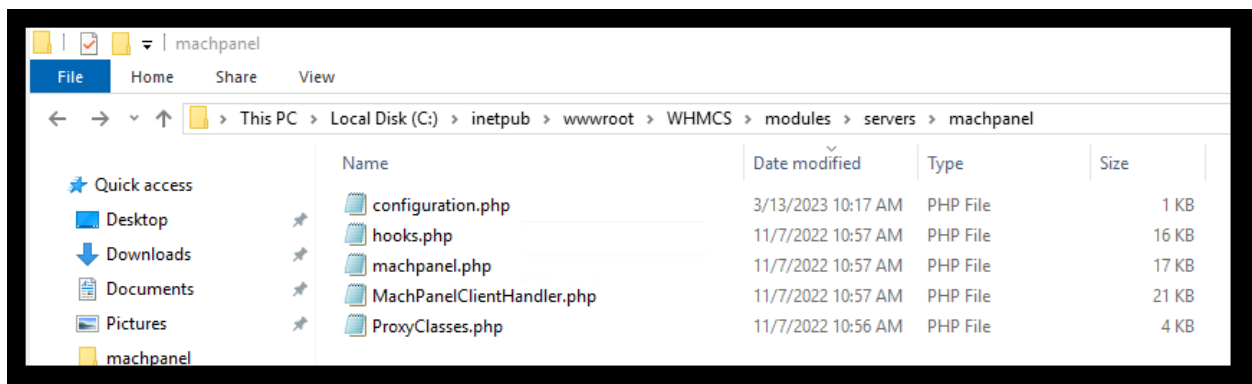 machpanel
File Home Share View
This PC > Local Disk (C:) > inetpub > wwwroot > WHMCS > modules > servers > machpanel
Name Date modified Type Size
Quick access
Desktop
Downloads
Documents
Pictures
machpanel
configuration.php 3/13/2023 10:17 AM PHP File 1 KB
hooks.php 11/7/2022 10:57 AM PHP File 16 KB
machpanel.php 11/7/2022 10:57 AM PHP File 17 KB
MachPanelClientHandler.php 11/7/2022 10:57 AM PHP File 21 KB
ProxyClasses.php 11/7/2022 10:56 AM PHP File 4 KB